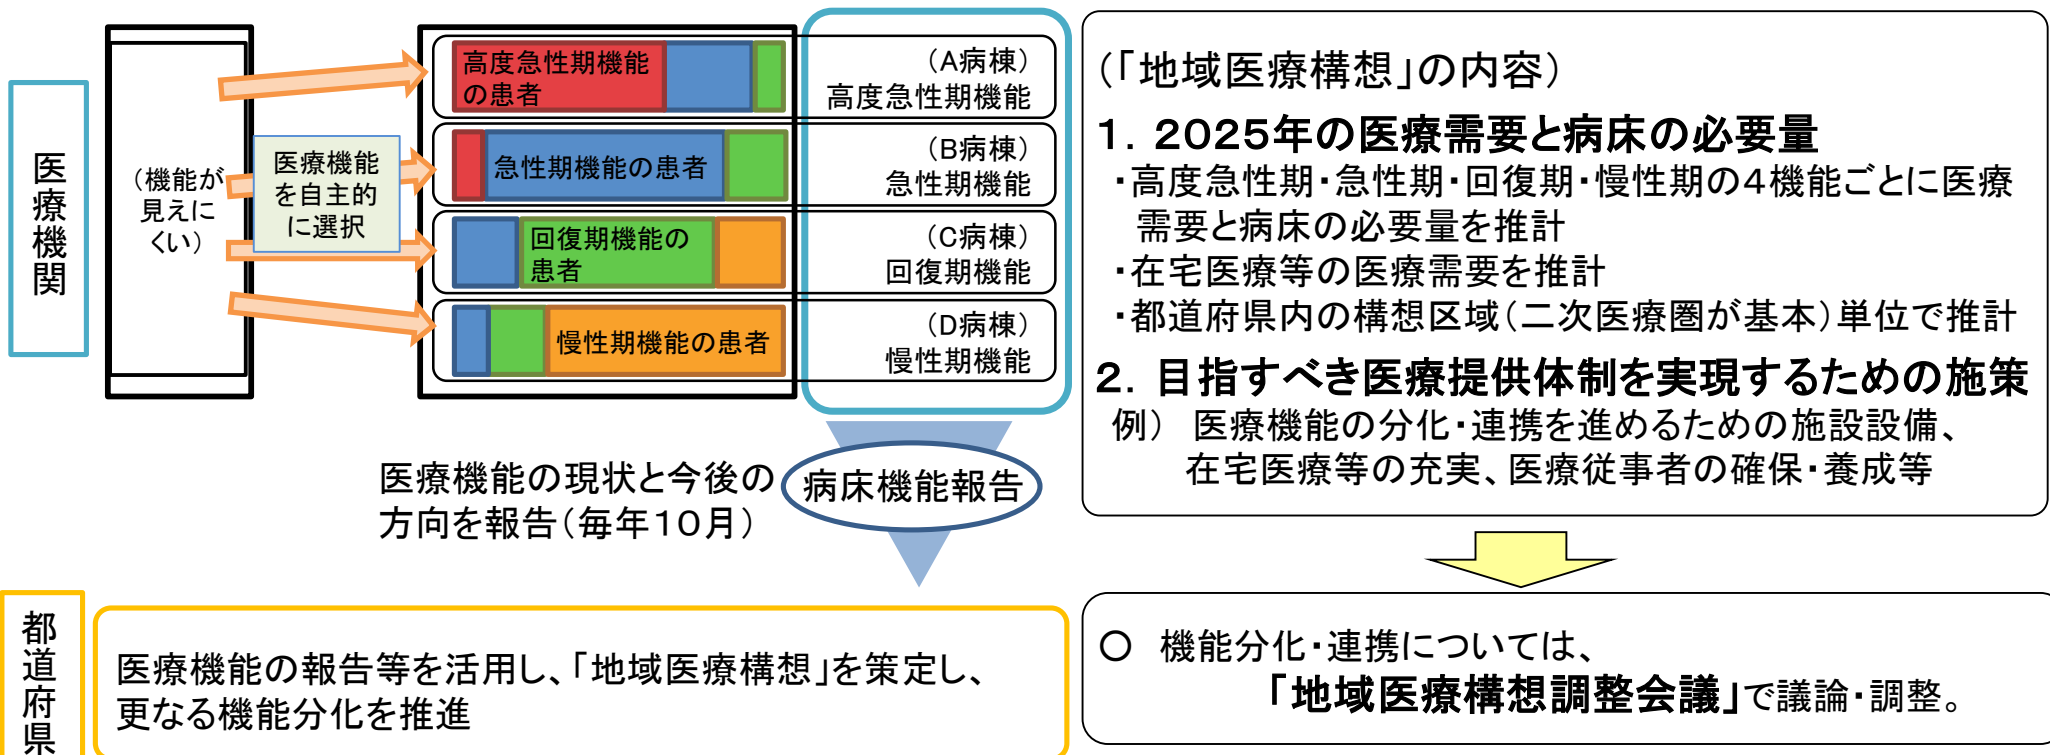 医療機関
（機能が
見えに
くい）
医療機能
を自主的
に選択
高度急性期機能
の患者
（A病棟）
高度急性期機能
急性期機能の患者
（B病棟）
急性期機能
回復期機能の
患者
（C病棟）
回復期機能
慢性期機能の患者
（D病棟）
慢性期機能
医療機能の現状と今後の
方向を報告（毎年１０月）
病床機能報告
都道府県
医療機能の報告等を活用し、「地域医療構想」を策定し、
更なる機能分化を推進
（「地域医療構想」の内容）
１．２０２５年の医療需要と病床の必要量
・高度急性期・急性期・回復期・慢性期の４機能ごとに医療
需要と病床の必要量を推計
・在宅医療等の医療需要を推計
・都道府県内の構想区域（二次医療圏が基本）単位で推計
２．目指すべき医療提供体制を実現するための施策
例） 医療機能の分化・連携を進めるための施設設備、
在宅医療等の充実、医療従事者の確保・養成等
○ 機能分化・連携については、
「地域医療構想調整会議」で議論・調整。